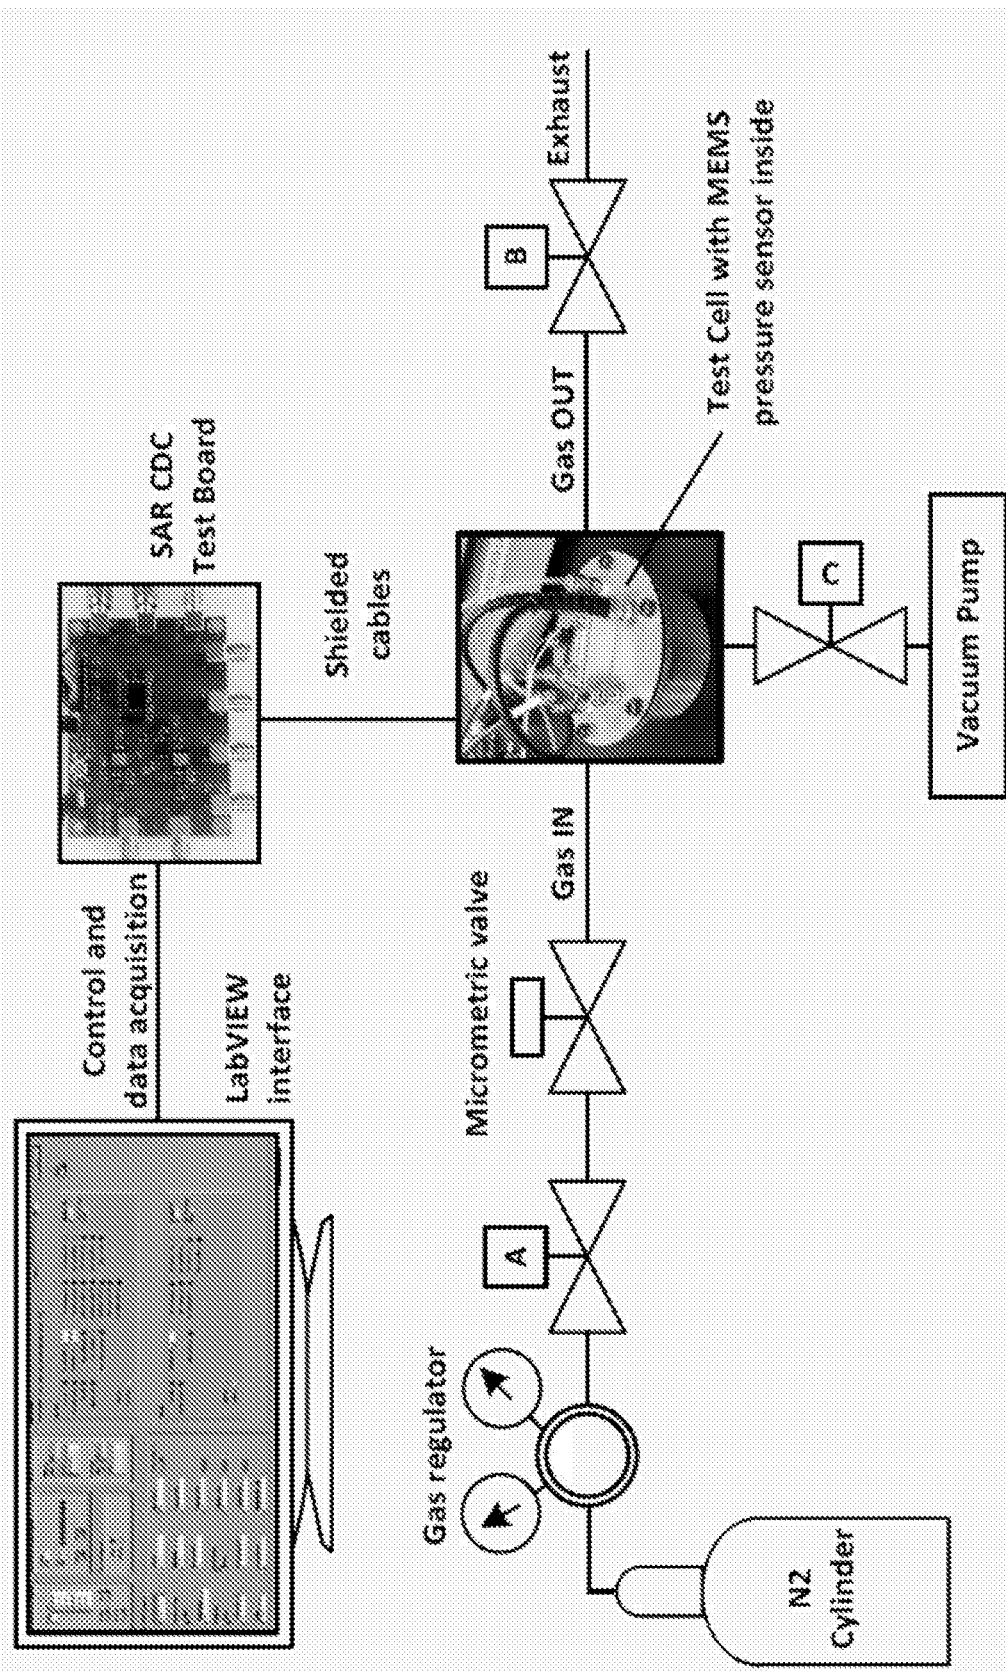 Control and
data acquisition
SAR CDC
Test Board
LabVIEW
interface
Shielded
cables
Gas regulator
A
Micrometric valve
Gas IN
Gas OUT
B
Exhaust
Test Cell with MEMS
pressure sensor inside
C
N2
Cylinder
Vacuum Pump